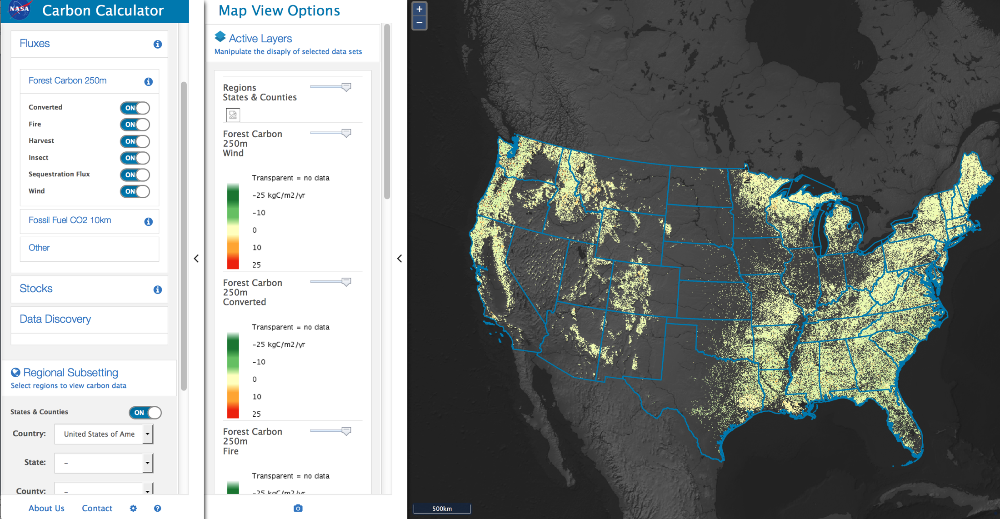 NASA
Carbon Calculator
Fluxes
Forest Carbon 250m
Converted
ON
Fire
ON
Harvest
ON
Insect
ON
Sequestration Flux
ON
Wind
ON
Fossil Fuel CO2 10km
Other
Stocks
Data Discovery
Regional Subsetting
Select regions to view carbon data
States & Counties
ON
Country:
United States of Ame
State:
–
County:
–
About Us
Contact
Map View Options
Active Layers
Manipulate the disaply of selected data sets
Regions
States & Counties
Forest Carbon
250m
Wind
Transparent = no data
-25 kgC/m2/yr
-10
0
10
25
Forest Carbon
250m
Converted
Transparent = no data
-25 kgC/m2/yr
-10
0
10
25
Forest Carbon
250m
Fire
Transparent = no data
-25 kgC/m2/yr
+
−
500km